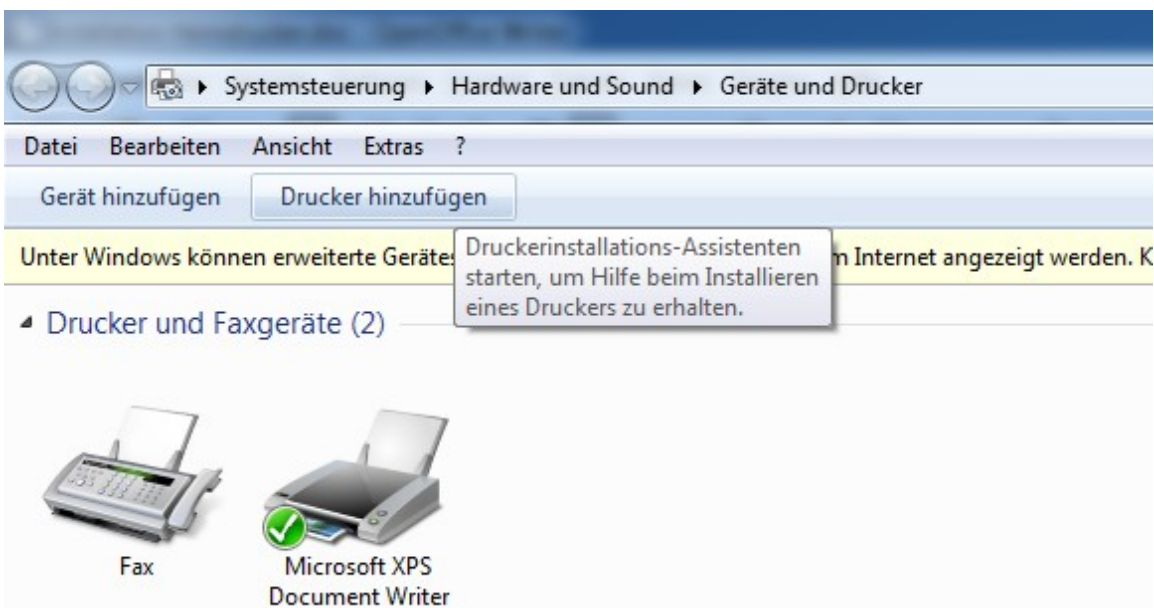 Systemsteuerung Hardware und Sound Geräte und Drucker
Datei Bearbeiten Ansicht Extras ?
Gerät hinzufügen Drucker hinzufügen
Unter Windows können erweiterte Internet angezeigt werden.
Druckerinstallations-Assistenten
starten, um Hilfe beim Installieren
eines Druckers zu erhalten.
Drucker und Faxgeräte (2)
Fax
Microsoft XPS
Document Writer